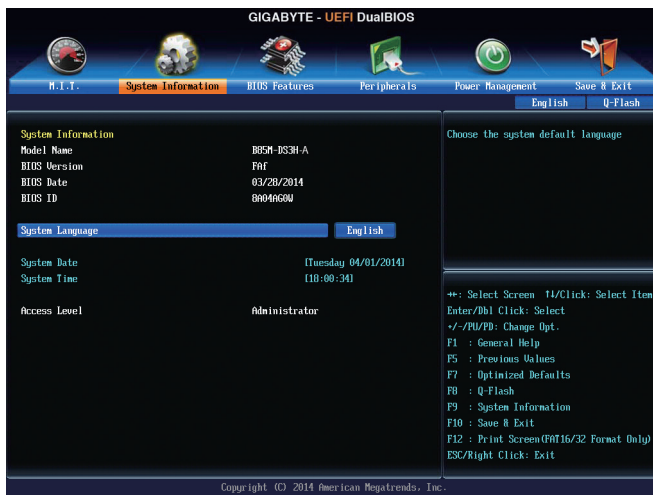 GIGABYTE - UEFI DualBIOS
M.I.T. System Information BIOS Features Peripherals Power Management Save & Exit
English Q-Flash
System Information
Model Name B85M-DS3H-A
BIOS Version FAf
BIOS Date 03/28/2014
BIOS ID 8A04AG0W
System Language English
System Date [Tuesday 04/01/2014]
System Time [18:00:34]
Access Level Administrator
Choose the system default language
→←: Select Screen ↑↓/Click: Select Item
Enter/Dbl Click: Select
+/-/PU/PD: Change Opt.
F1 : General Help
F5 : Previous Values
F7 : Optimized Defaults
F8 : Q-Flash
F9 : System Information
F10 : Save & Exit
F12 : Print Screen(FAT16/32 Format Only)
ESC/Right Click: Exit
Copyright (C) 2014 American Megatrends, Inc.